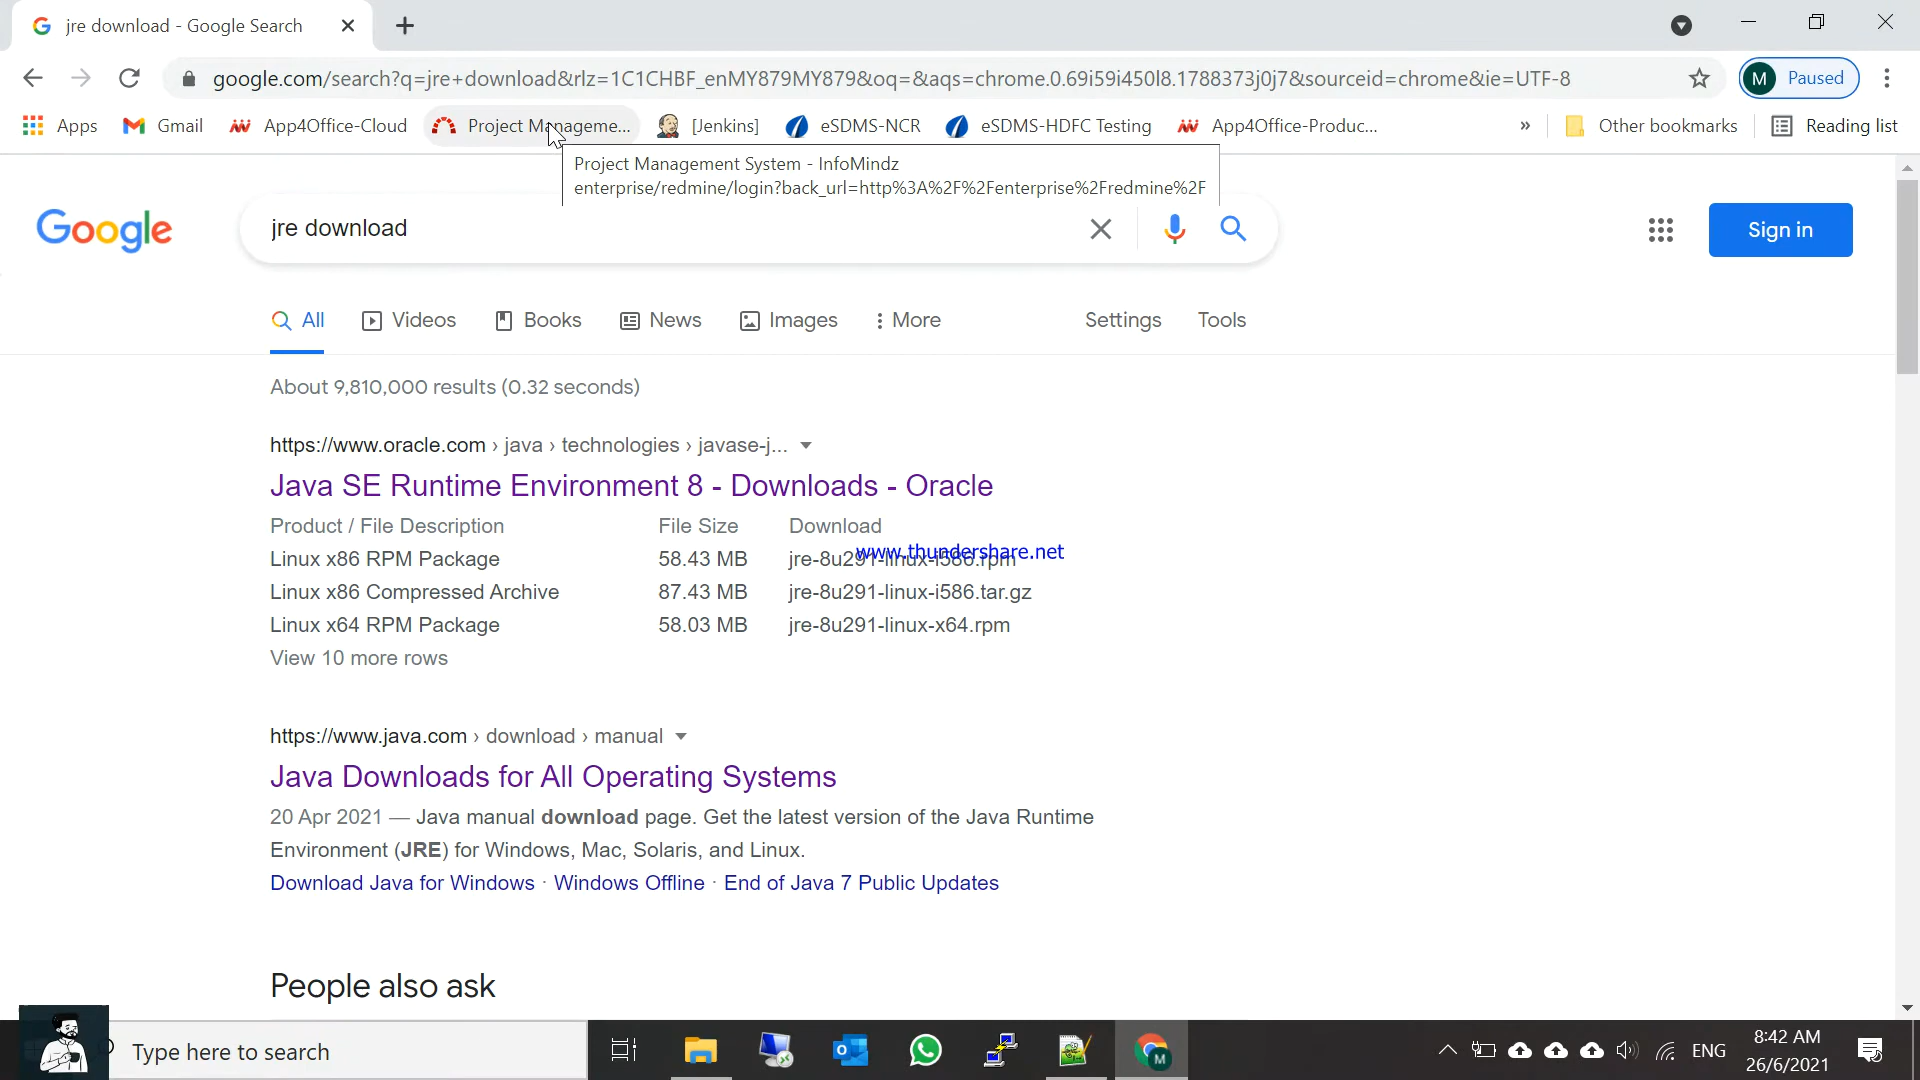 jre download - Google Search
google.com/search?q=jre+download&rlz=1C1CHBF_enMY879MY879&oq=&aqs=chrome.0.69i59i450l8.1788373j0j7&sourceid=chrome&ie=UTF-8
M Paused
Apps Gmail App4Office-Cloud Project Manageme... [Jenkins] eSDMS-NCR eSDMS-HDFC Testing App4Office-Produc... » Other bookmarks Reading list
Project Management System - InfoMindz
enterprise/redmine/login?back_url=http%3A%2F%2Fenterprise%2Fredmine%2F
Google
jre download
Sign in
All Videos Books News Images More Settings Tools
About 9,810,000 results (0.32 seconds)
https://www.oracle.com › java › technologies › javase-j...
Java SE Runtime Environment 8 - Downloads - Oracle
Product / File Description File Size Download
www.thundershare.net
Linux x86 RPM Package 58.43 MB jre-8u291-linux-i586.rpm
Linux x86 Compressed Archive 87.43 MB jre-8u291-linux-i586.tar.gz
Linux x64 RPM Package 58.03 MB jre-8u291-linux-x64.rpm
View 10 more rows
https://www.java.com › download › manual
Java Downloads for All Operating Systems
20 Apr 2021 — Java manual download page. Get the latest version of the Java Runtime
Environment (JRE) for Windows, Mac, Solaris, and Linux.
Download Java for Windows · Windows Offline · End of Java 7 Public Updates
People also ask
Type here to search
M
ENG
8:42 AM
26/6/2021